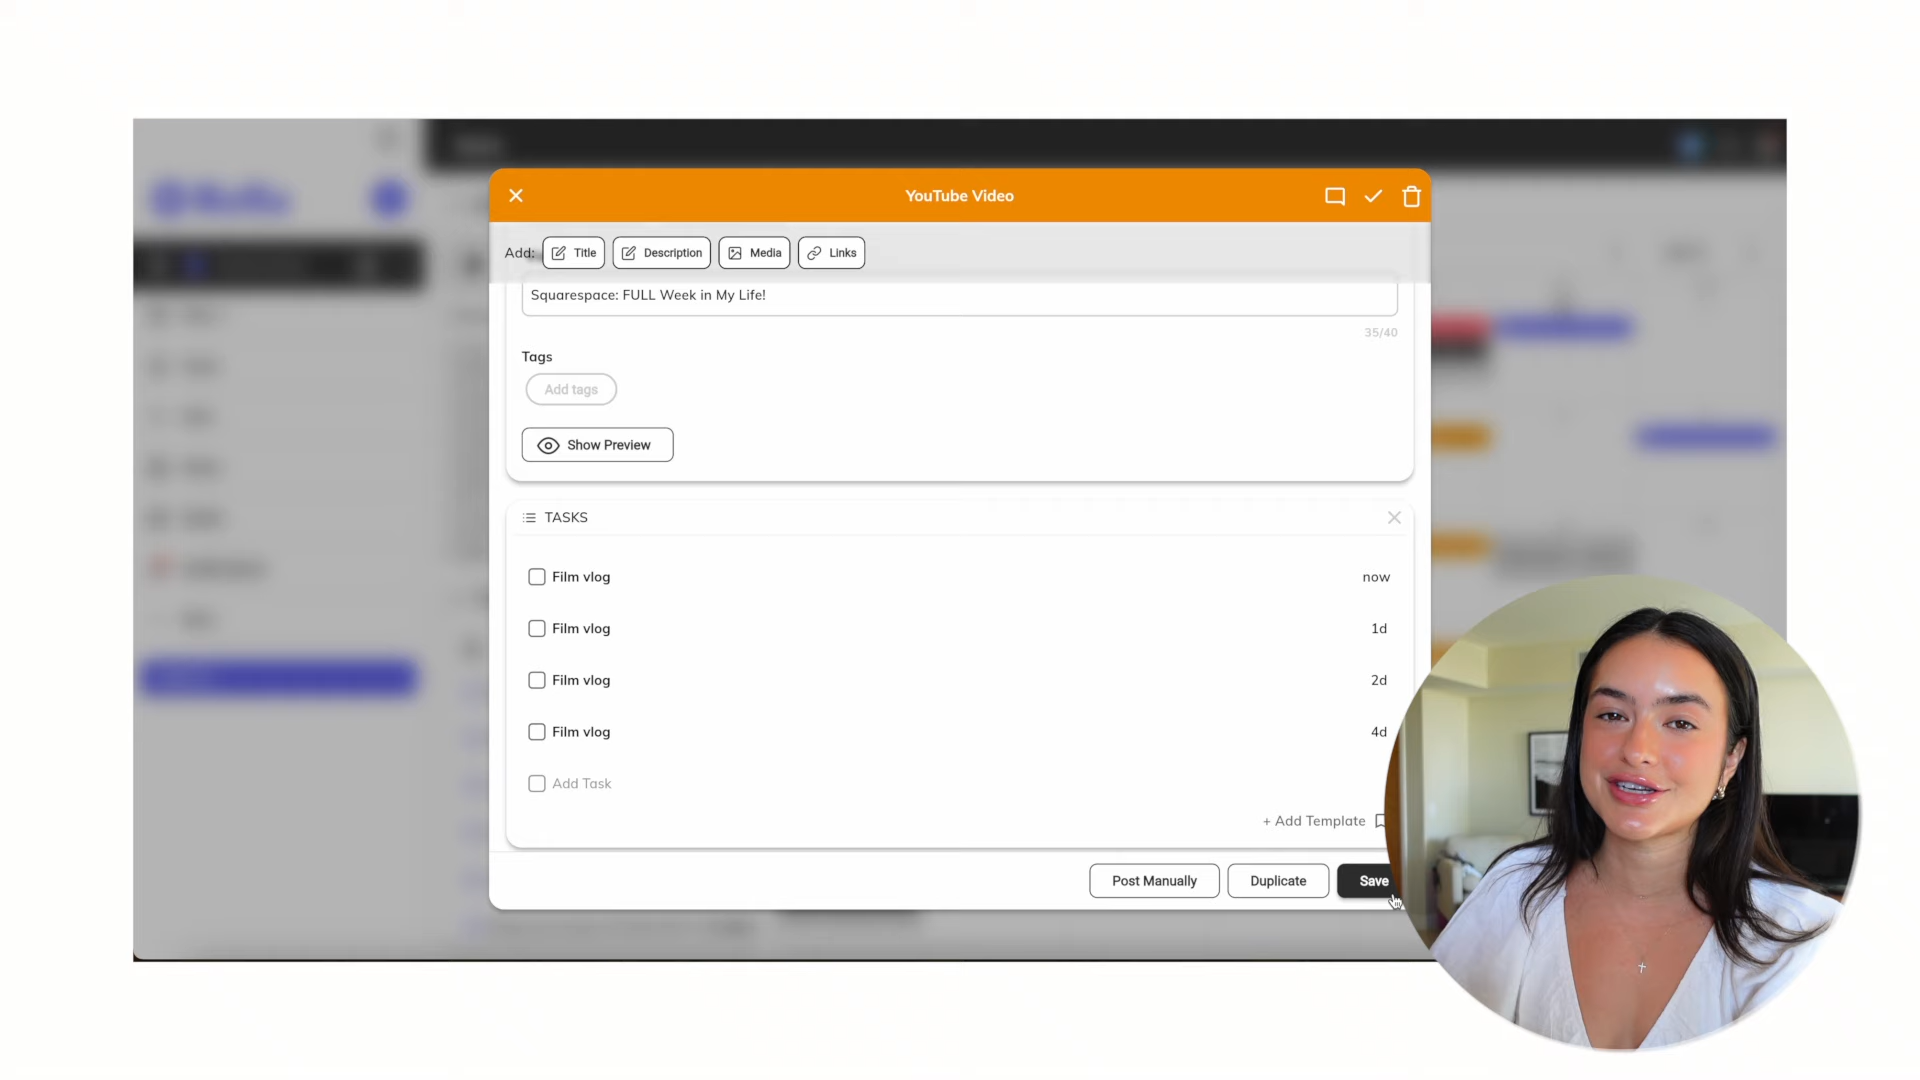 YouTube Video
Add: Title Description Media Links
Squarespace: FULL Week in My Life!
35/40
Tags
Add tags
Show Preview
TASKS
Film vlog now
Film vlog 1d
Film vlog 2d
Film vlog 4d
Add Task
+ Add Template
Post Manually Duplicate Save